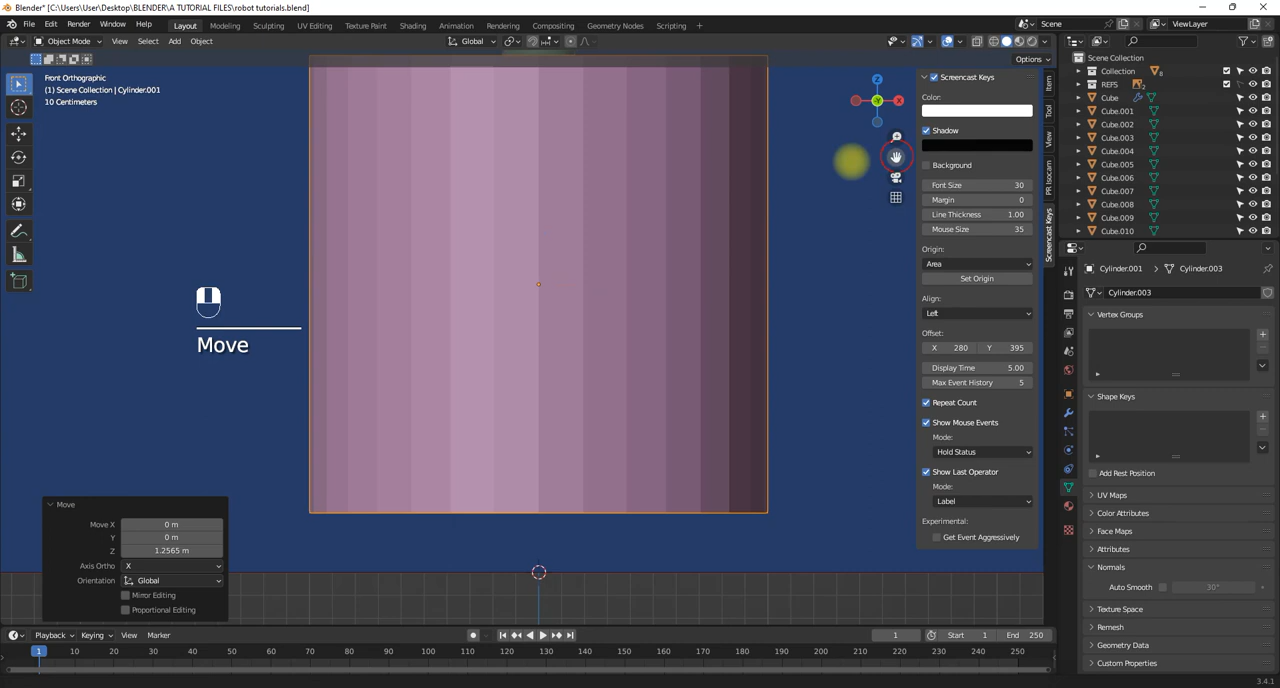 Blender* [C:\Users\User\Desktop\BLENDER\A TUTORIAL FILES\robot tutorials.blend]
File Edit Render Window Help Layout Modeling Sculpting UV Editing Texture Paint Shading Animation Rendering Compositing Geometry Nodes Scripting Scene ViewLayer
Object Mode View Select Add Object Global
Options
Front Orthographic
(1) Scene Collection | Cylinder.001
10 Centimeters
Move
Move
Move X 0 m
Y 0 m
Z 1.2565 m
Axis Ortho X
Orientation Global
Mirror Editing
Proportional Editing
X
Y
Z
Screencast Keys
Color:
Shadow
Background
Font Size 30
Margin 0
Line Thickness 1.00
Mouse Size 35
Origin:
Area
Set Origin
Align:
Left
Offset:
X 280 Y 395
Display Time 5.00
Max Event History 5
Repeat Count
Show Mouse Events
Mode:
Hold Status
Show Last Operator
Mode:
Label
Experimental:
Get Event Aggressively
Item
Tool
View
PR Isocam
Screencast Keys
Scene Collection
Collection 8
REFS 2
Cube
Cube.001
Cube.002
Cube.003
Cube.004
Cube.005
Cube.006
Cube.007
Cube.008
Cube.009
Cube.010
Cylinder.001 > Cylinder.003
Cylinder.003
Vertex Groups
Shape Keys
Add Rest Position
UV Maps
Color Attributes
Face Maps
Attributes
Normals
Auto Smooth 30°
Texture Space
Remesh
Geometry Data
Custom Properties
Playback Keying View Marker 1 Start 1 End 250
1 10 20 30 40 50 60 70 80 90 100 110 120 130 140 150 160 170 180 190 200 210 220 230 240 250
3.4.1